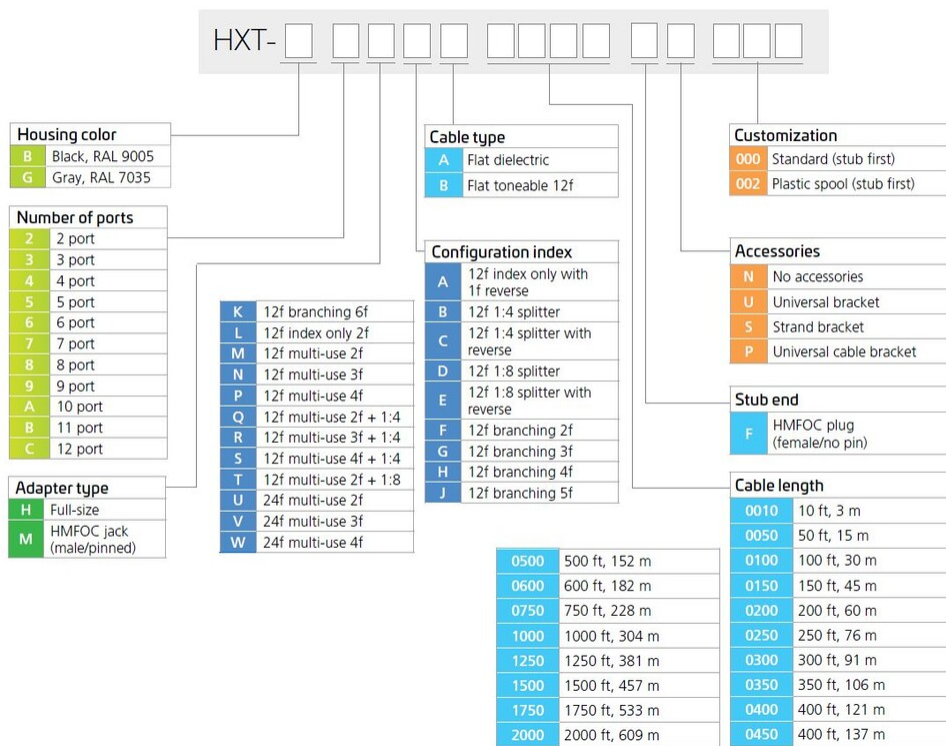 HXT-
Housing color
B Black, RAL 9005
G Gray, RAL 7035
Number of ports
2 2 port
3 3 port
4 4 port
5 5 port
6 6 port
7 7 port
8 8 port
9 9 port
A 10 port
B 11 port
C 12 port
Adapter type
H Full-size
M HMFOC jack
(male/pinned)
K 12f branching 6f
L 12f index only 2f
M 12f multi-use 2f
N 12f multi-use 3f
P 12f multi-use 4f
Q 12f multi-use 2f + 1:4
R 12f multi-use 3f + 1:4
S 12f multi-use 4f + 1:4
T 12f multi-use 2f + 1:8
U 24f multi-use 2f
V 24f multi-use 3f
W 24f multi-use 4f
Cable type
A Flat dielectric
B Flat toneable 12f
Configuration index
A 12f index only with
1f reverse
B 12f 1:4 splitter
C 12f 1:4 splitter with
reverse
D 12f 1:8 splitter
E 12f 1:8 splitter with
reverse
F 12f branching 2f
G 12f branching 3f
H 12f branching 4f
J 12f branching 5f
Customization
000 Standard (stub first)
002 Plastic spool (stub first)
Accessories
N No accessories
U Universal bracket
S Strand bracket
P Universal cable bracket
Stub end
F HMFOC plug
(female/no pin)
Cable length
0010 10 ft, 3 m
0050 50 ft, 15 m
0100 100 ft, 30 m
0150 150 ft, 45 m
0200 200 ft, 60 m
0250 250 ft, 76 m
0300 300 ft, 91 m
0350 350 ft, 106 m
0400 400 ft, 121 m
0450 400 ft, 137 m
0500 500 ft, 152 m
0600 600 ft, 182 m
0750 750 ft, 228 m
1000 1000 ft, 304 m
1250 1250 ft, 381 m
1500 1500 ft, 457 m
1750 1750 ft, 533 m
2000 2000 ft, 609 m